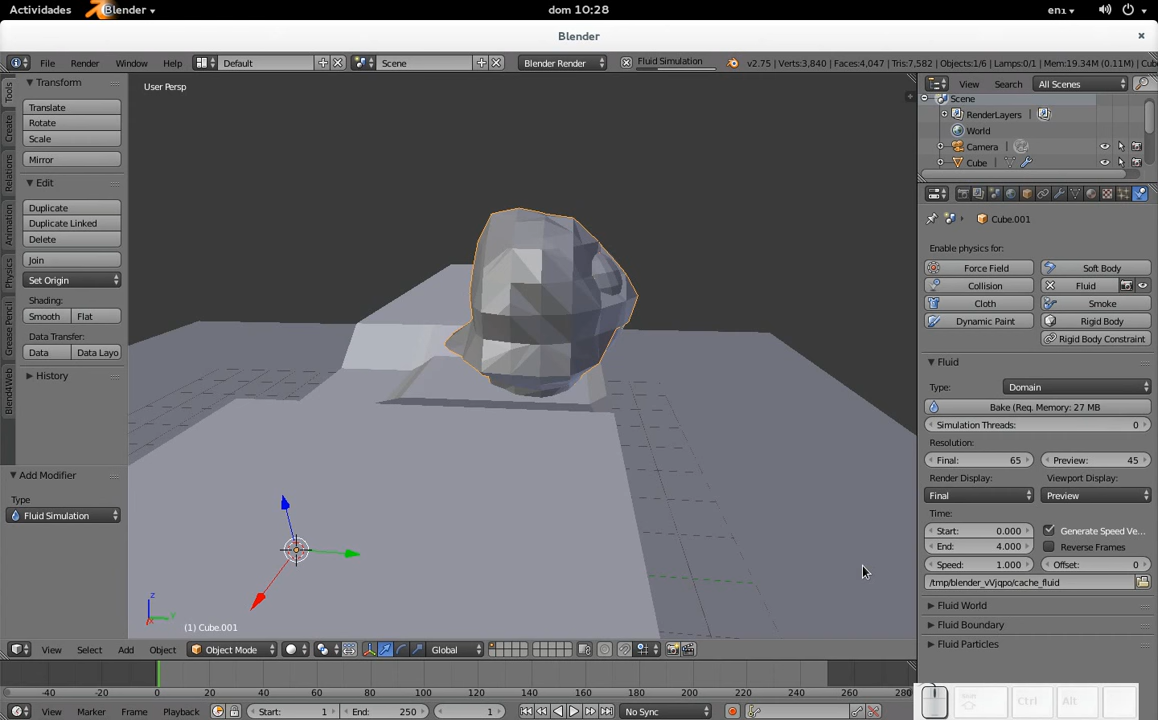 Actividades Blender dom 10:28 en1
Blender
File Render Window Help Default Scene Blender Render Fluid Simulation v2.75 | Verts:3,840 | Faces:4,047 | Tris:7,582 | Objects:1/6 | Lamps:0/1 | Mem:19.34M (0.11M) | Cub
User Persp
Tools
Create
Relations
Animation
Physics
Grease Pencil
Blend4Web
Transform
Translate
Rotate
Scale
Mirror
Edit
Duplicate
Duplicate Linked
Delete
Join
Set Origin
Shading:
Smooth Flat
Data Transfer:
Data Data Layo
History
Add Modifier
Type
Fluid Simulation
z
Y
(1) Cube.001
View Search All Scenes
Scene
RenderLayers
World
Camera
Cube
Cube.001
Enable physics for:
Force Field Soft Body
Collision Fluid
Cloth Smoke
Dynamic Paint Rigid Body
Rigid Body Constraint
Fluid
Type: Domain
Bake (Req. Memory: 27 MB
Simulation Threads: 0
Resolution:
Final: 65 Preview: 45
Render Display: Viewport Display:
Final Preview
Time:
Start: 0.000 Generate Speed Ve...
End: 4.000 Reverse Frames
Speed: 1.000 Offset: 0
/tmp/blender_vVjqpo/cache_fluid
Fluid World
Fluid Boundary
Fluid Particles
View Select Add Object Object Mode Global
-40 -20 0 20 40 60 80 100 120 140 160 180 200 220 240 260 280
View Marker Frame Playback Start: 1 End: 250 1 No Sync
Ctrl Alt